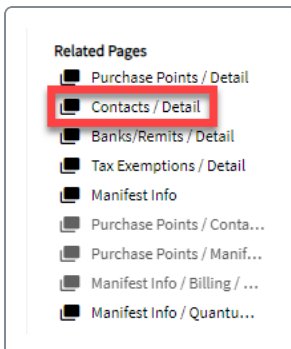 Related Pages
Purchase Points / Detail
Contacts / Detail
Banks/Remits / Detail
Tax Exemptions / Detail
Manifest Info
Purchase Points / Conta...
Purchase Points / Manif...
Manifest Info / Billing / ...
Manifest Info / Quantu...